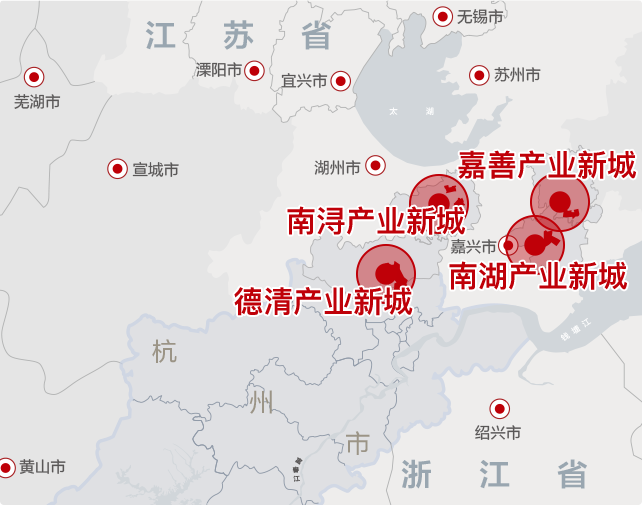 无锡市
江 苏 省
溧阳市
宜兴市
苏州市
芜湖市
太 湖
宣城市
湖州市
嘉善产业新城
南浔产业新城
嘉兴市
南湖产业新城
德清产业新城
钱塘江
杭
州
市
绍兴市
黄山市
浙 江 省